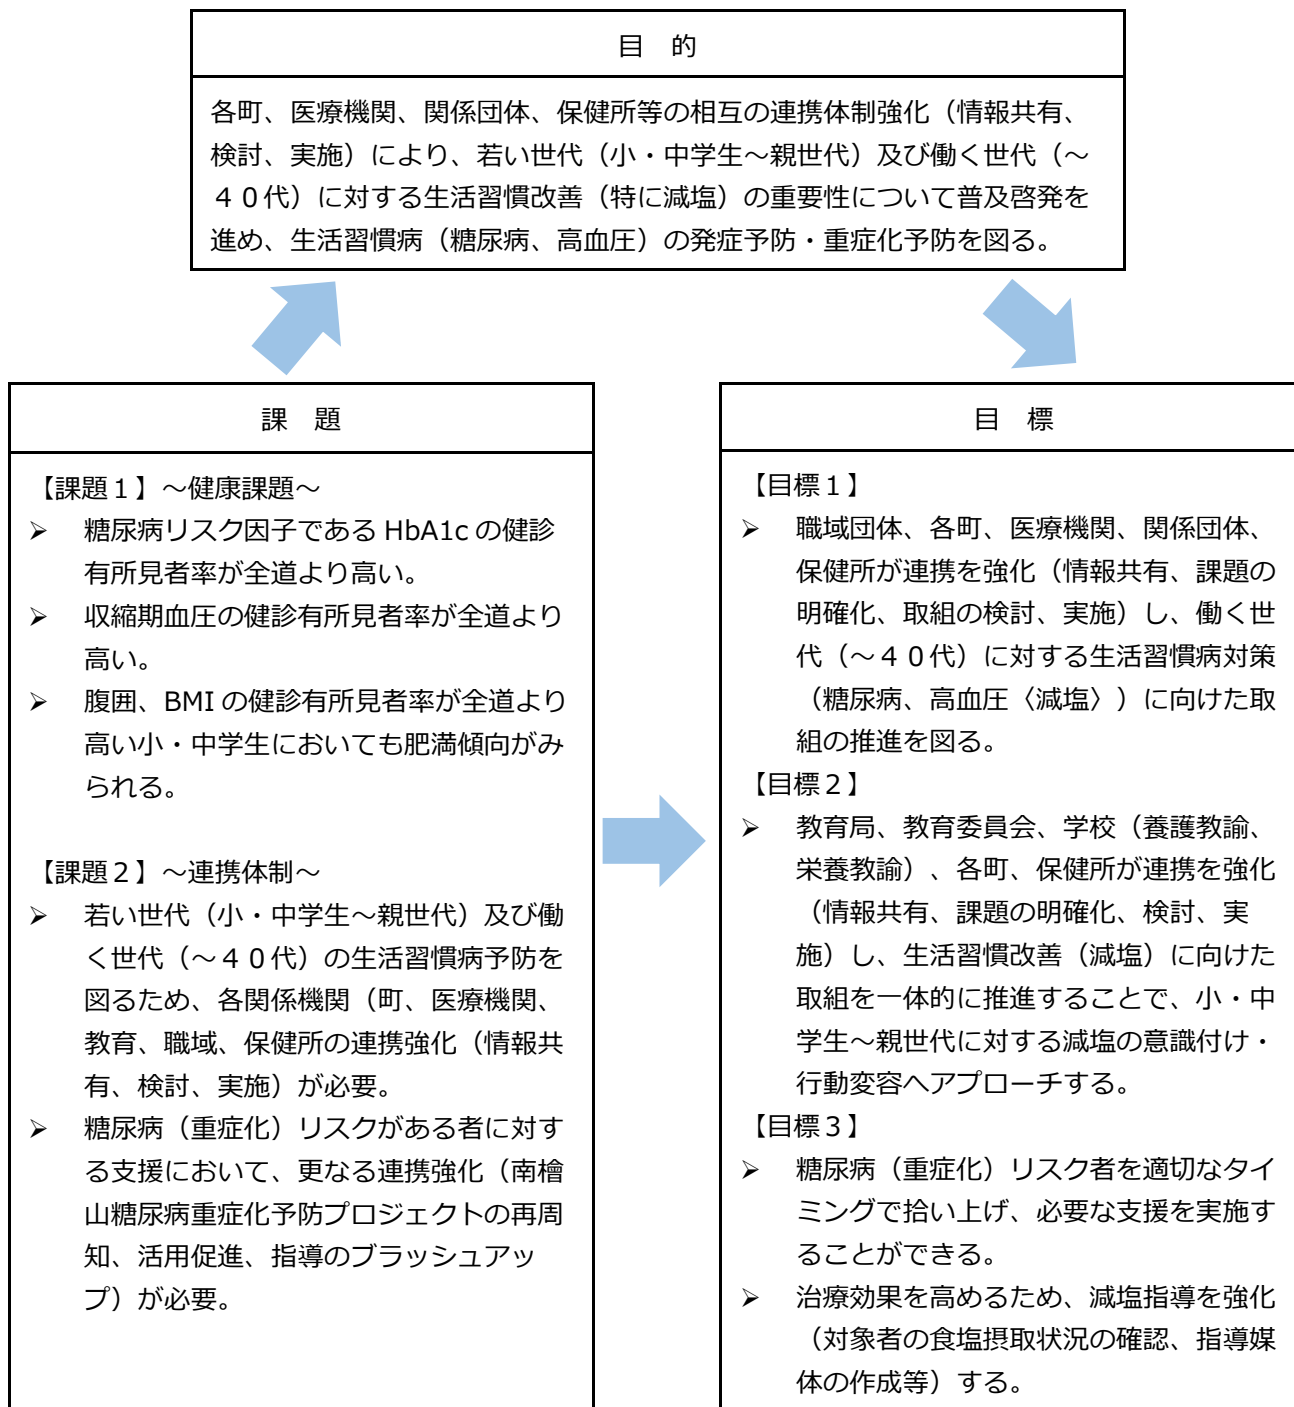 目　的
各町、医療機関、関係団体、保健所等の相互の連携体制強化（情報共有、
検討、実施）により、若い世代（小・中学生～親世代）及び働く世代（～
４０代）に対する生活習慣改善（特に減塩）の重要性について普及啓発を
進め、生活習慣病（糖尿病、高血圧）の発症予防・重症化予防を図る。
課　題
【課題１】～健康課題～
➢ 糖尿病リスク因子である HbA1c の健診
有所見者率が全道より高い。
➢ 収縮期血圧の健診有所見者率が全道より
高い。
➢ 腹囲、BMI の健診有所見者率が全道より
高い小・中学生においても肥満傾向がみ
られる。
【課題２】～連携体制～
➢ 若い世代（小・中学生～親世代）及び働
く世代（～４０代）の生活習慣病予防を
図るため、各関係機関（町、医療機関、
教育、職域、保健所の連携強化（情報共
有、検討、実施）が必要。
➢ 糖尿病（重症化）リスクがある者に対す
る支援において、更なる連携強化（南檜
山糖尿病重症化予防プロジェクトの再周
知、活用促進、指導のブラッシュアッ
プ）が必要。
目　標
【目標１】
➢ 職域団体、各町、医療機関、関係団体、
保健所が連携を強化（情報共有、課題の
明確化、取組の検討、実施）し、働く世
代（～４０代）に対する生活習慣病対策
（糖尿病、高血圧〈減塩〉）に向けた取
組の推進を図る。
【目標２】
➢ 教育局、教育委員会、学校（養護教諭、
栄養教諭）、各町、保健所が連携を強化
（情報共有、課題の明確化、検討、実
施）し、生活習慣改善（減塩）に向けた
取組を一体的に推進することで、小・中
学生～親世代に対する減塩の意識付け・
行動変容へアプローチする。
【目標３】
➢ 糖尿病（重症化）リスク者を適切なタイ
ミングで拾い上げ、必要な支援を実施す
ることができる。
➢ 治療効果を高めるため、減塩指導を強化
（対象者の食塩摂取状況の確認、指導媒
体の作成等）する。